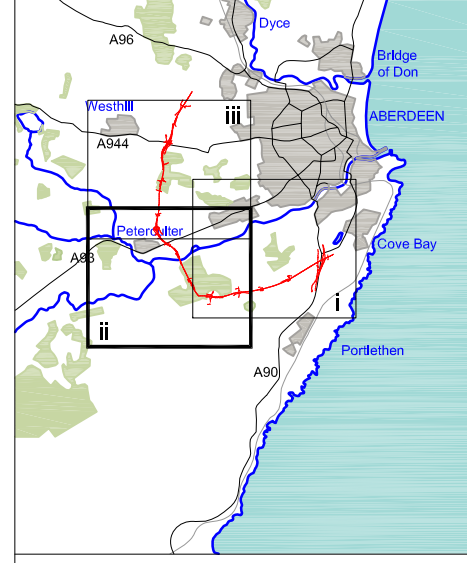 Dyce
A96
Bridge
of Don
Westhill
iii
ABERDEEN
A944
Peterculter
Cove Bay
A93
i
ii
Portlethen
A90